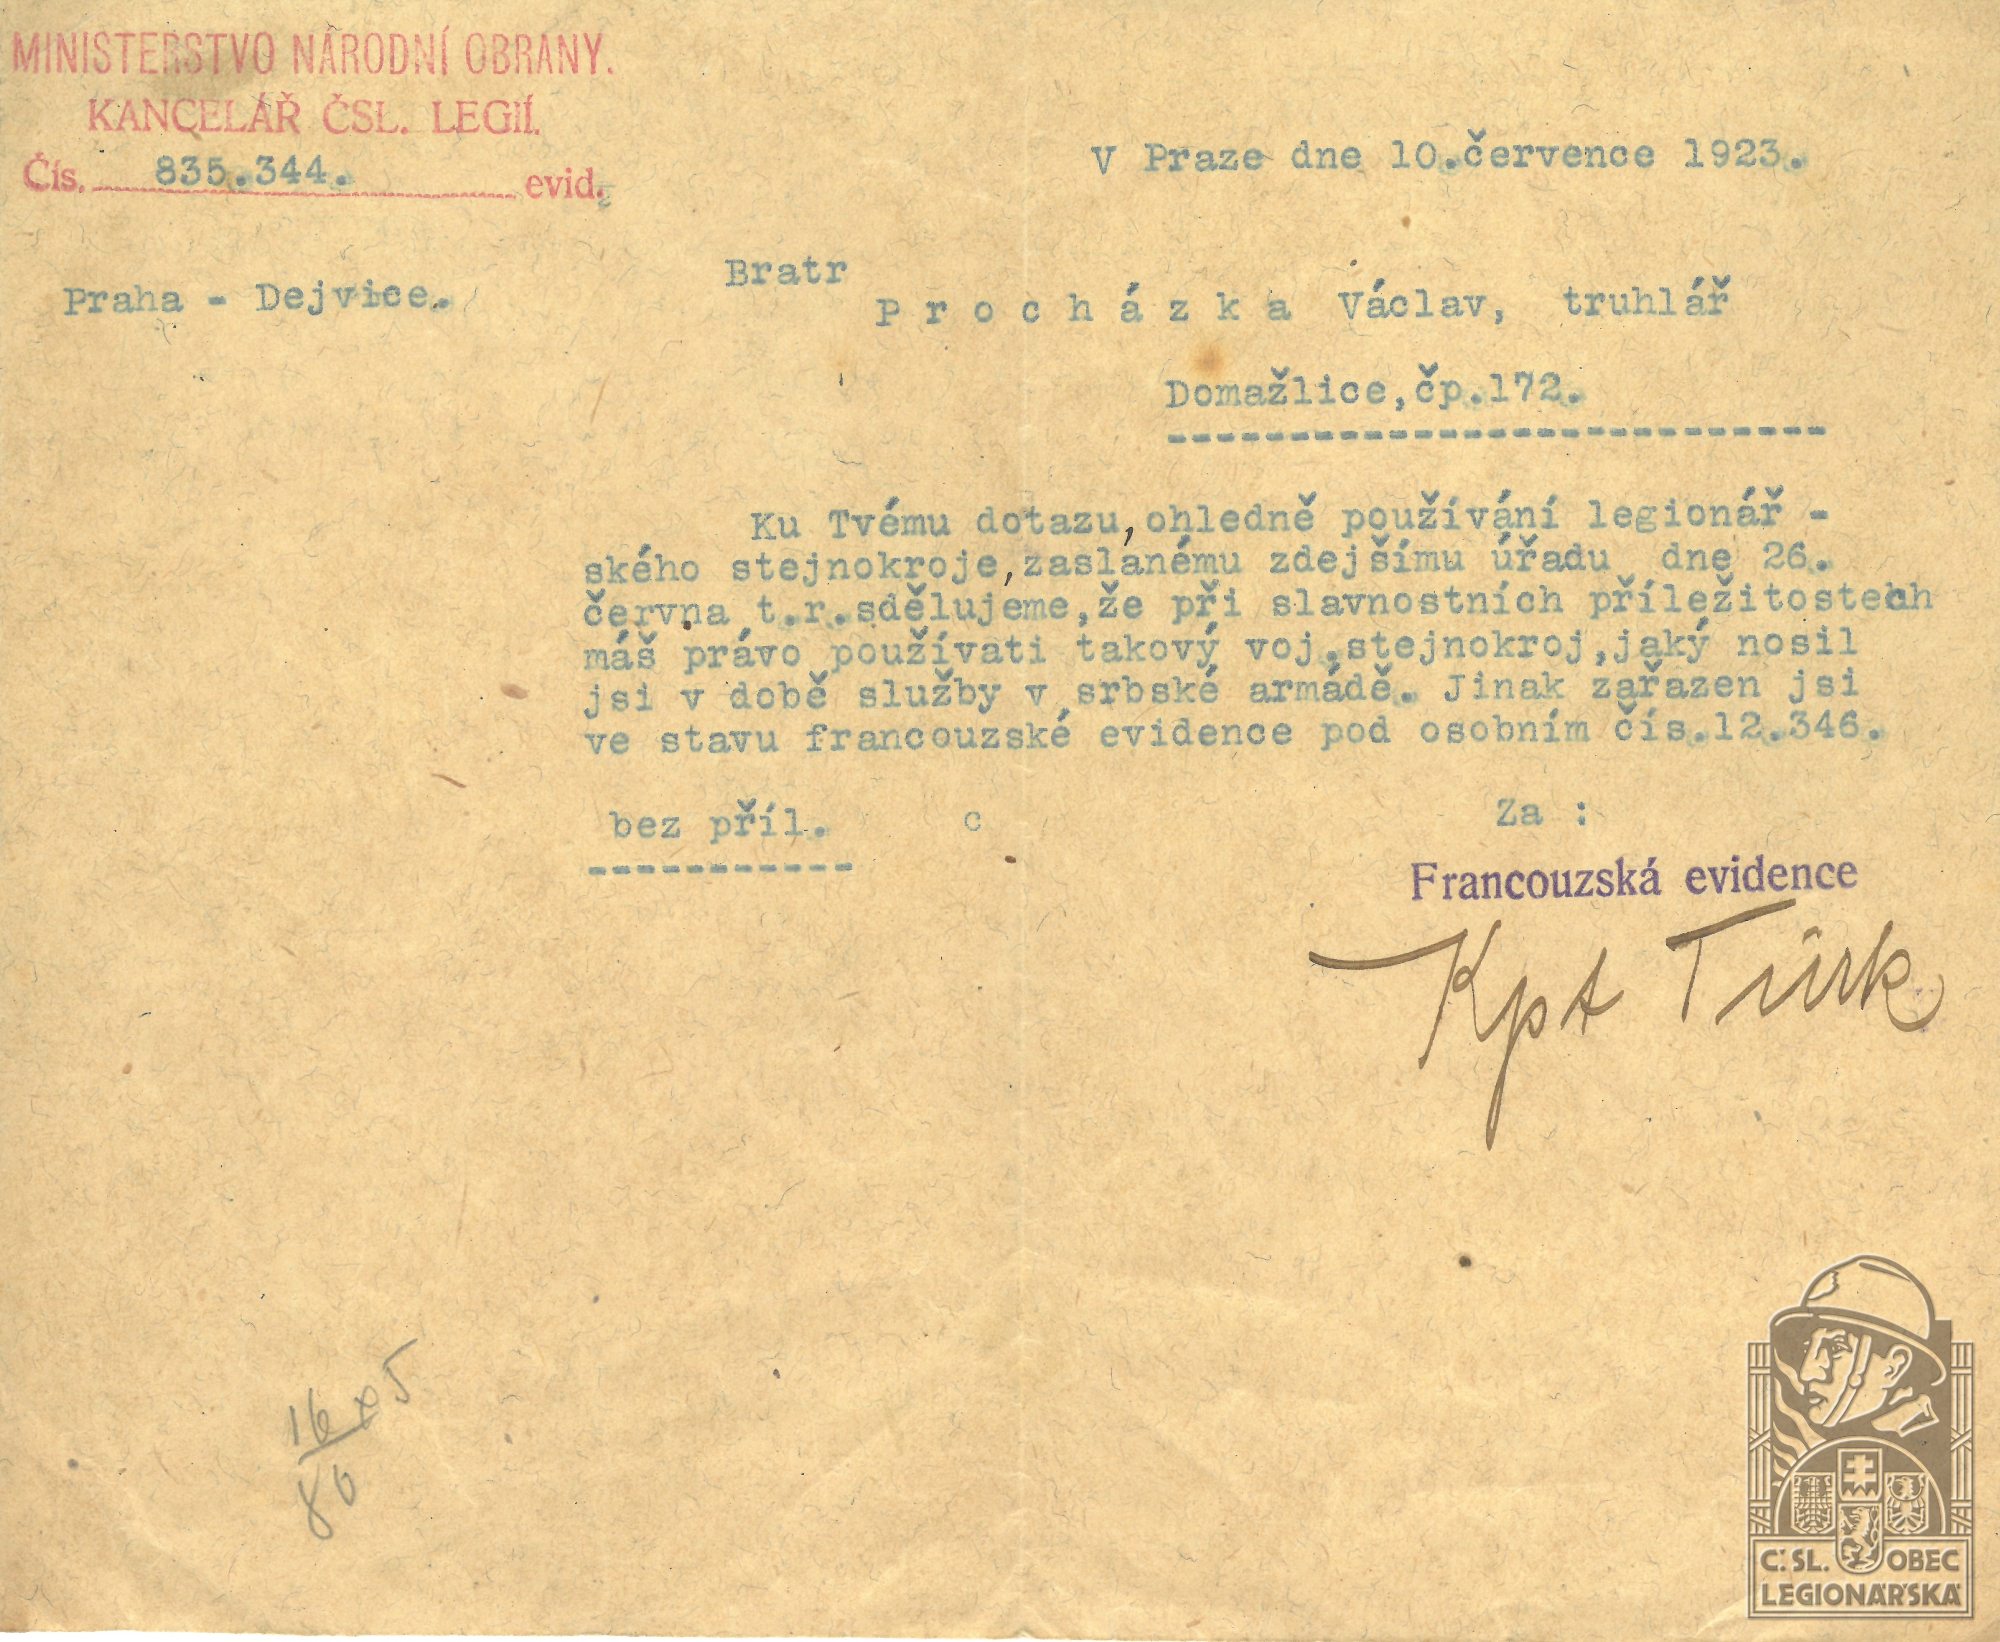 MINISTERSTVO NÁRODNÍ OBRANY.
KANCELÁŘ ČSL. LEGIÍ.
Čís. 835.344. evid.
V Praze dne 10.července 1923.
Praha - Dejvice.
Bratr
P r o c h á z k a Václav, truhlář
Domažlice,čp.172.
Ku Tvému dotazu,ohledně používání legionář -
ského stejnokroje,zaslanému zdejšímu úřadu dne 26.
června t.r.sdělujeme,že při slavnostních příležitostech
máš právo používati takový voj.stejnokroj,jaký nosil
jsi v době služby v srbské armádě. Jinak zařazen jsi
ve stavu francouzské evidence pod osobním čís.12.346.
bez příl. c Za :
Francouzská evidence
Kpt Türk
16 x 5
80
Č.SL. OBEC
LEGIONÁŘSKÁ